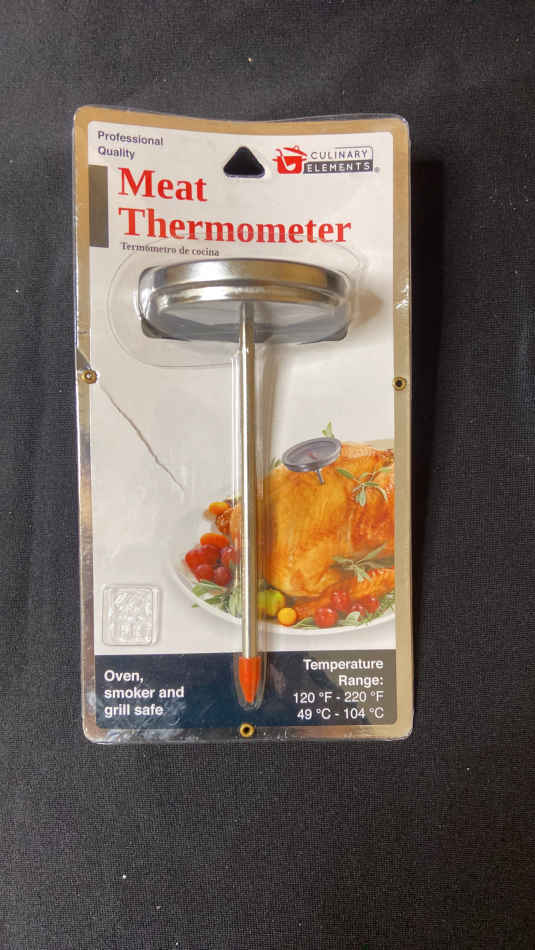 Professional
Quality
CULINARY
ELEMENTS®
Meat
Thermometer
Termómetro de cocina
Oven,
smoker and
grill safe
Temperature
Range:
120 °F - 220 °F
49 °C - 104 °C